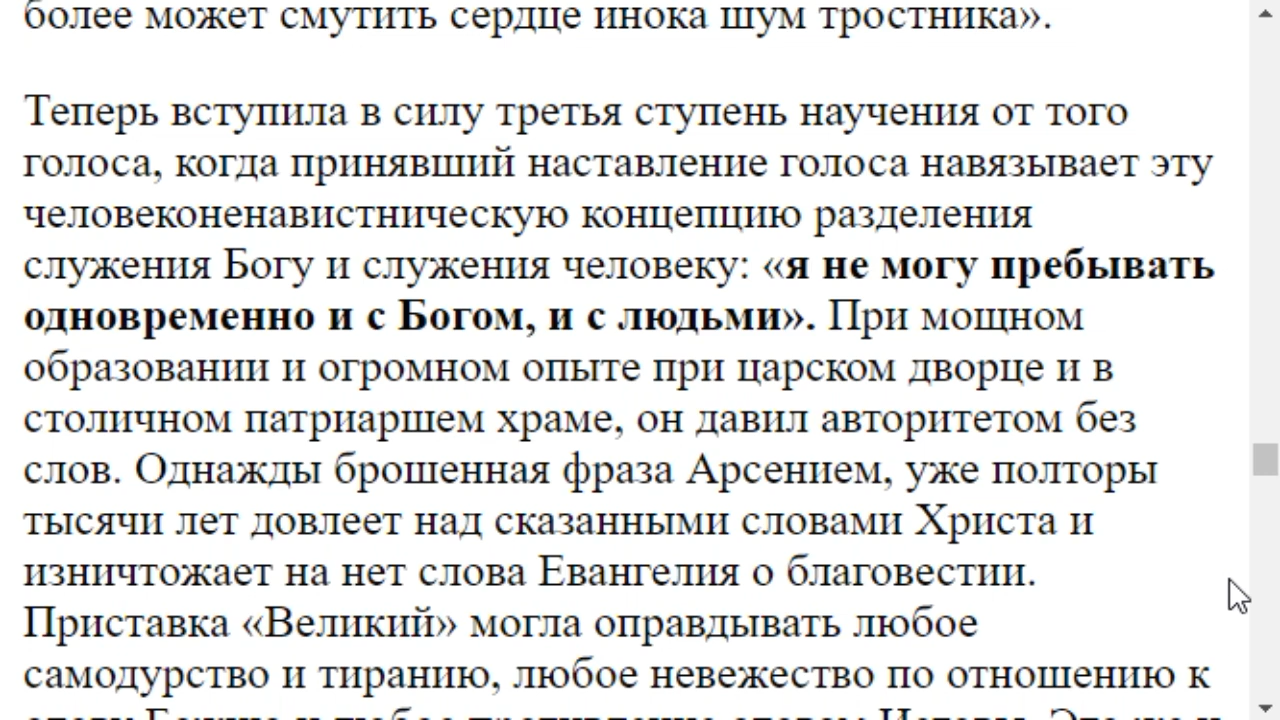 более может смутить сердце инока шум тростника».
Теперь вступила в силу третья ступень научения от того
голоса, когда принявший наставление голоса навязывает эту
человеконенавистническую концепцию разделения
служения Богу и служения человеку: «я не могу пребывать
одновременно и с Богом, и с людьми». При мощном
образовании и огромном опыте при царском дворце и в
столичном патриаршем храме, он давил авторитетом без
слов. Однажды брошенная фраза Арсением, уже полторы
тысячи лет довлеет над сказанными словами Христа и
изничтожает на нет слова Евангелия о благовестии.
Приставка «Великий» могла оправдывать любое
самодурство и тиранию, любое невежество по отношению к